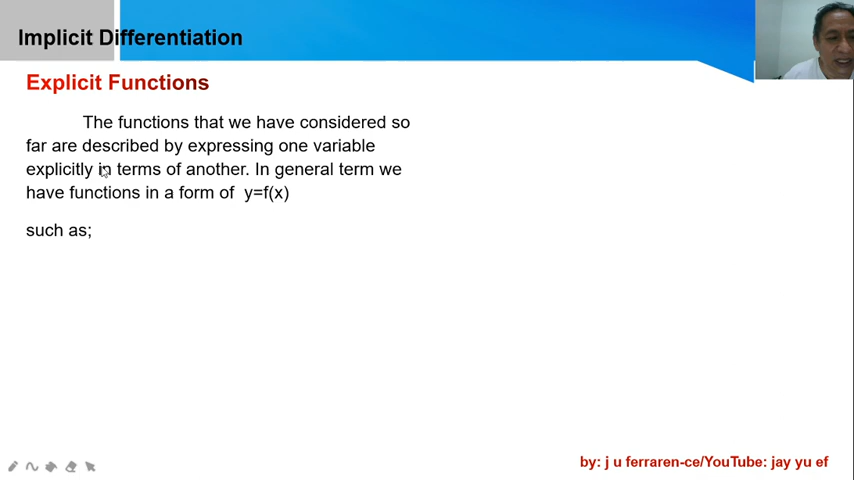 Implicit Differentiation
Explicit Functions
The functions that we have considered so
far are described by expressing one variable
explicitly in terms of another. In general term we
have functions in a form of y=f(x)
such as;
by: j u ferraren-ce/YouTube: jay yu ef